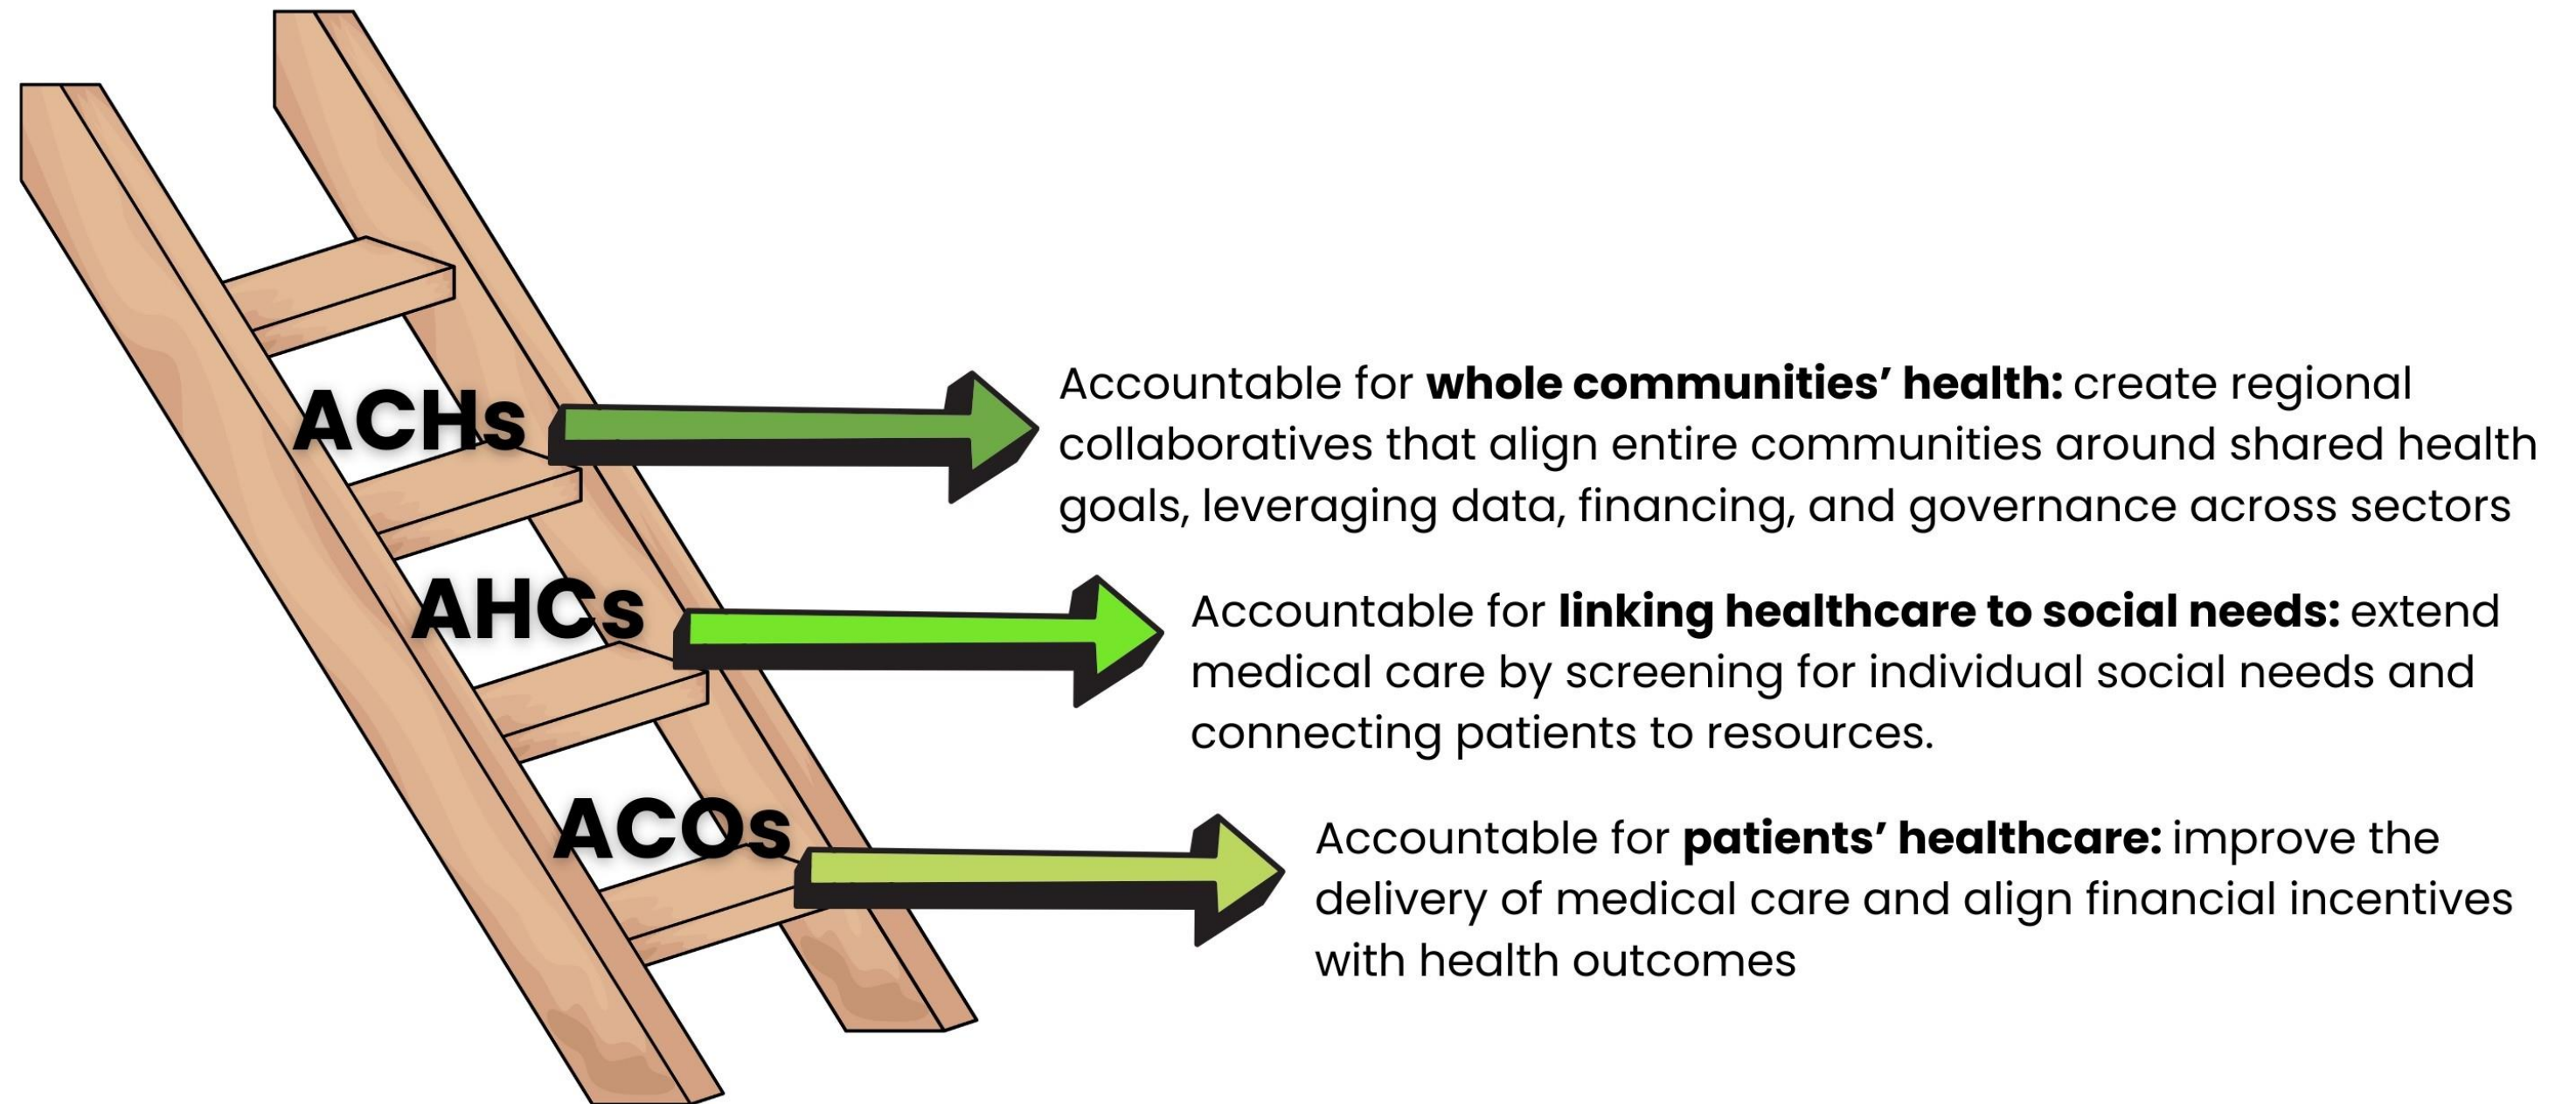 ACHs
Accountable for whole communities’ health: create regional
collaboratives that align entire communities around shared health
goals, leveraging data, financing, and governance across sectors
AHCs
Accountable for linking healthcare to social needs: extend
medical care by screening for individual social needs and
connecting patients to resources.
ACOs
Accountable for patients’ healthcare: improve the
delivery of medical care and align financial incentives
with health outcomes